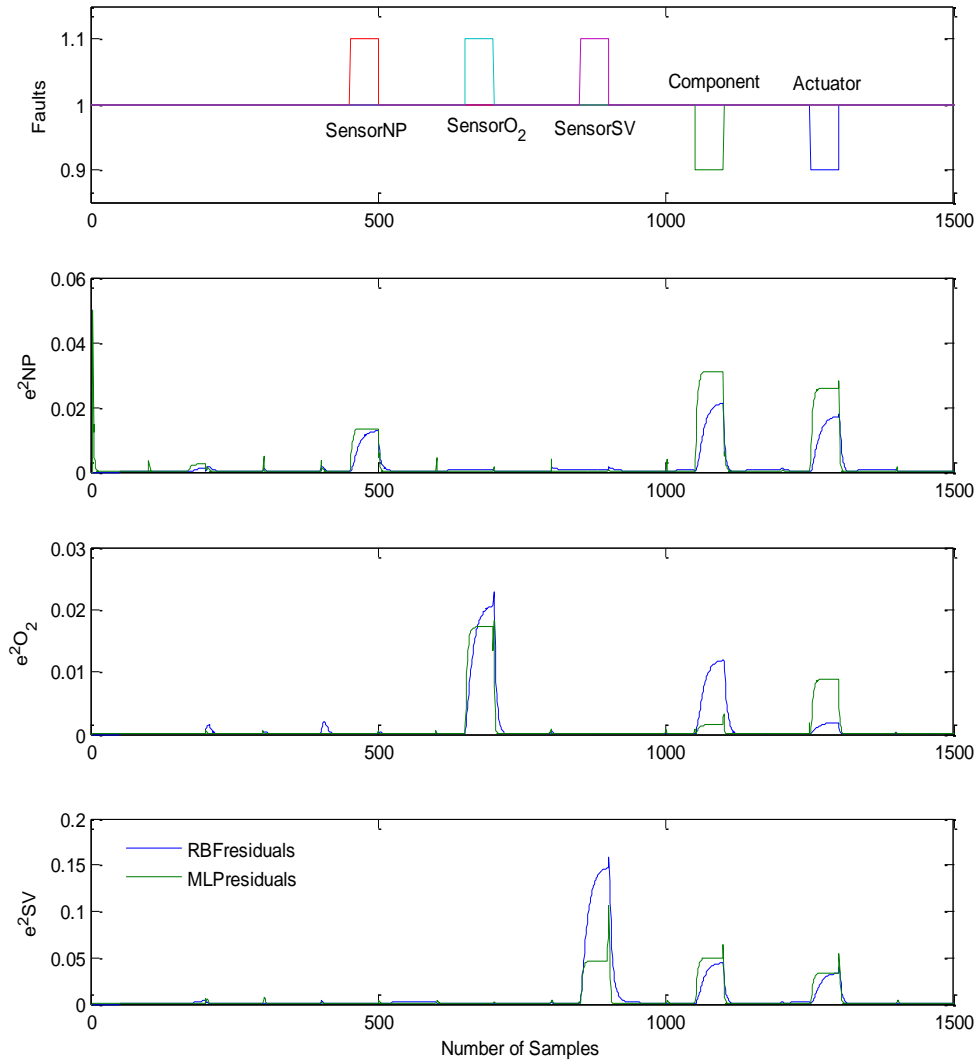 1.1
1
0.9
Faults
SensorNP
SensorO2
SensorSV
Component
Actuator
0
500
1000
1500
0.06
0.04
0.02
0
e2NP
0
500
1000
1500
0.03
0.02
0.01
0
e2O2
0
500
1000
1500
0.2
0.15
0.1
0.05
0
e2SV
RBFresiduals
MLPresiduals
0
500
1000
1500
Number of Samples